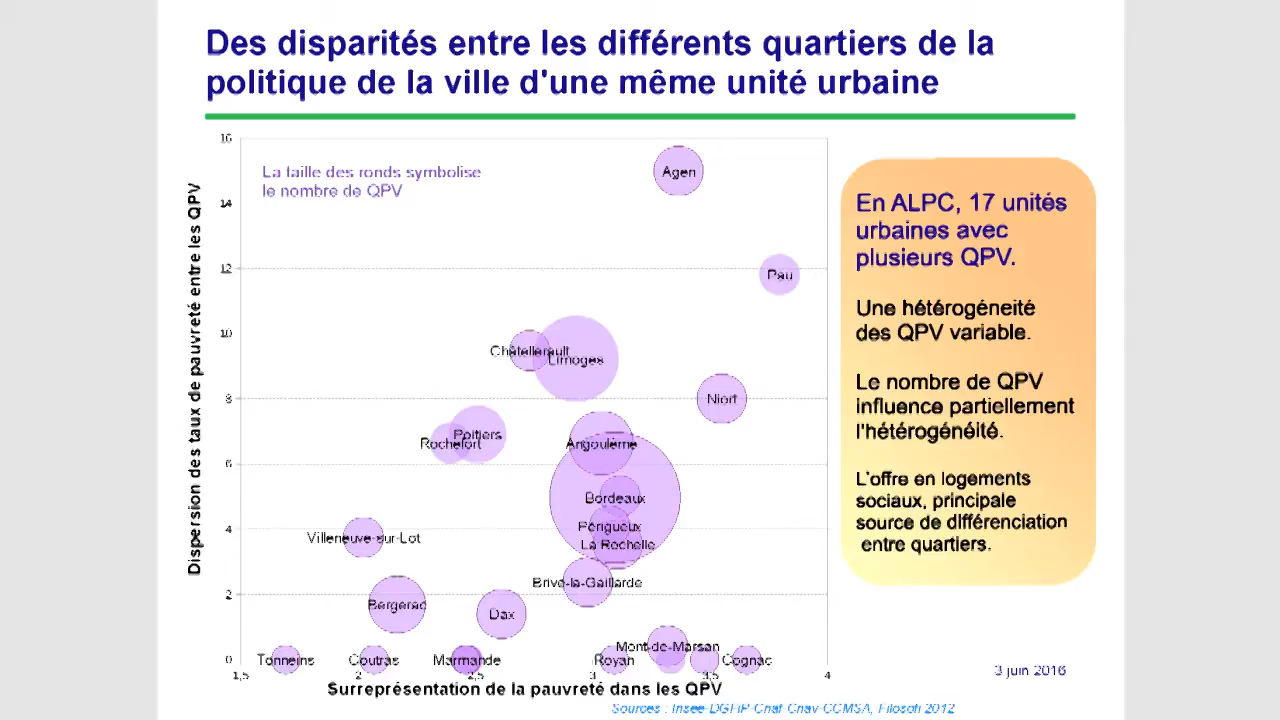 Des disparités entre les différents quartiers de la
politique de la ville d'une même unité urbaine
La taille des ronds symbolise
le nombre de QPV
Dispersion des taux de pauvreté entre les QPV
16
14
12
10
8
6
4
2
0
Agen
Pau
Châtellerault
Limoges
Niort
Poitiers
Rochefort
Angoulême
Bordeaux
Périgueux
La Rochelle
Villeneuve-sur-Lot
Brive-la-Gaillarde
Bergerac
Dax
Mont-de-Marsan
Tonneins
Coutras
Marmande
Royan
Cognac
1,5
2
2,5
3
3,5
4
Surreprésentation de la pauvreté dans les QPV
En ALPC, 17 unités
urbaines avec
plusieurs QPV.
Une hétérogéneité
des QPV variable.
Le nombre de QPV
influence partiellement
l'hétérogénéité.
L'offre en logements
sociaux, principale
source de différenciation
entre quartiers.
3 juin 2016
Sources : Insee-DGFiP-Cnaf-Cnav-CCMSA, Filosofi 2012